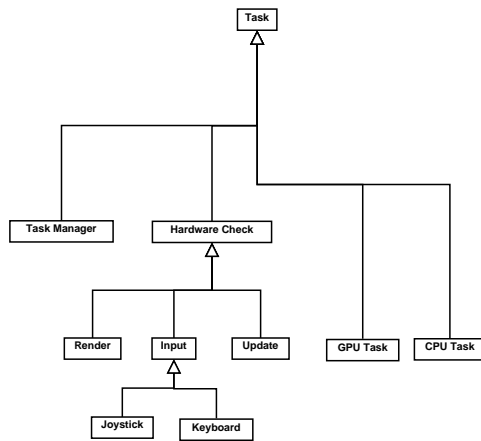 Task
Task Manager
Hardware Check
Render
Input
Update
GPU Task
CPU Task
Joystick
Keyboard